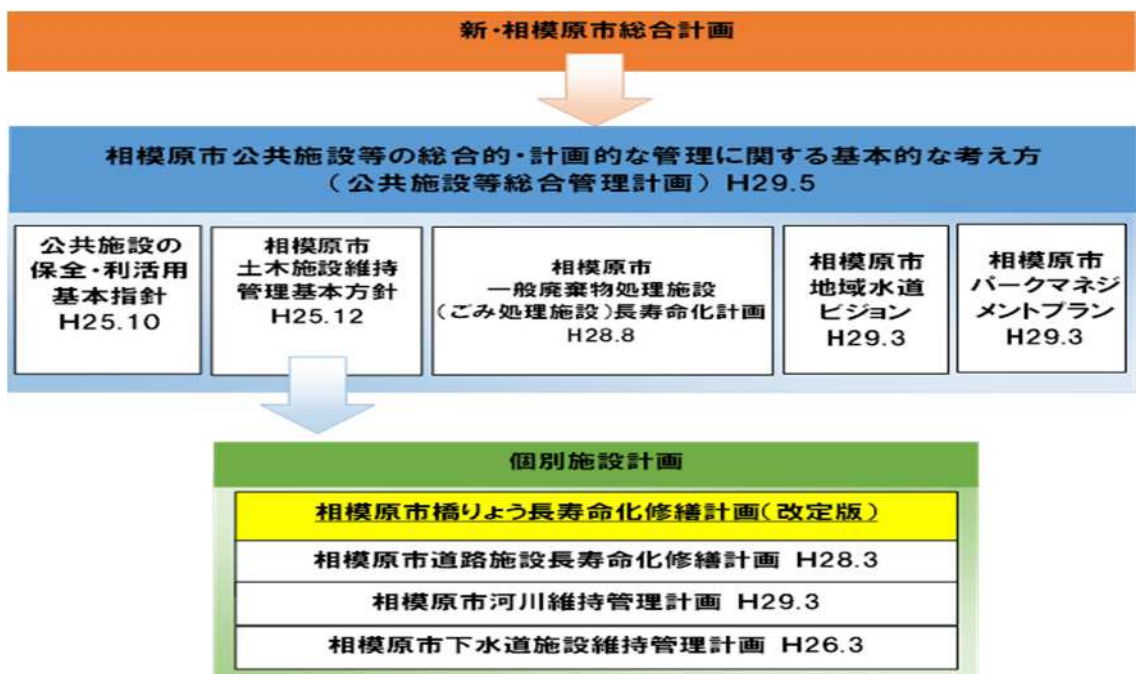 新・相模原市総合計画
相模原市公共施設等の総合的・計画的な管理に関する基本的な考え方
(公共施設等総合管理計画) H29.5
公共施設の
保全・利活用
基本指針
H25.10
相模原市
土木施設維持
管理基本方針
H25.12
相模原市
一般廃棄物処理施設
(ごみ処理施設)長寿命化計画
H28.8
相模原市
地域水道
ビジョン
H29.3
相模原市
パークマネジ
メントプラン
H29.3
個別施設計画
相模原市橋りょう長寿命化修繕計画(改定版)
相模原市道路施設長寿命化修繕計画 H28.3
相模原市河川維持管理計画 H29.3
相模原市下水道施設維持管理計画 H26.3